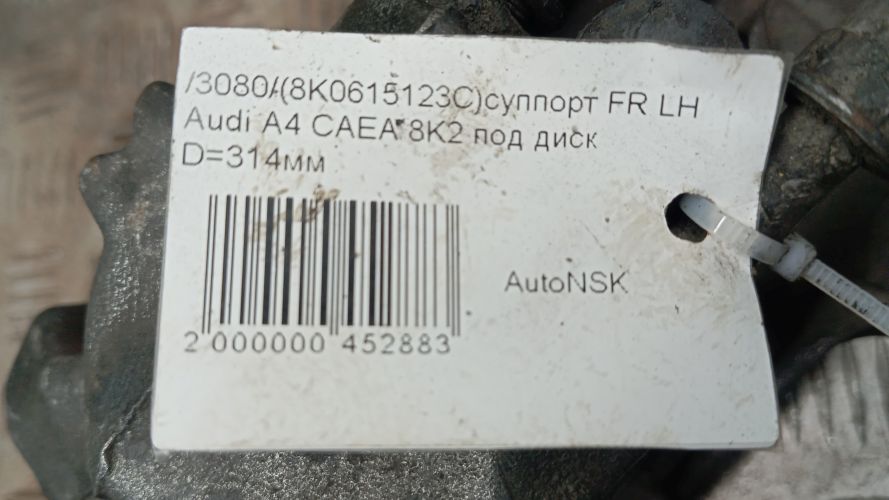 /3080/(8K0615123C)суппорт FR LH
Audi A4 CAEA 8K2 под диск
D=314мм
AutoNSK
2 000000 452883